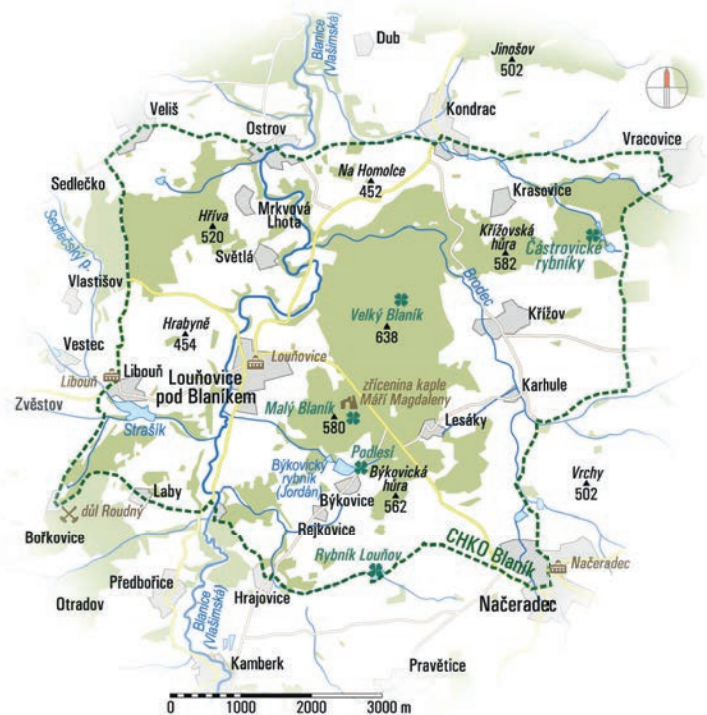 Dub
Jinošov
502
Blanice
(Vlašimská)
Veliš
Ostrov
Kondrac
Vracovice
Sedlečko
Na Homolce
452
Krasovice
Mrkvová
Lhota
Hříva
520
Křížovská
hůra
582
Částrovické
rybníky
Sedlečský p.
Světlá
Vlastišov
Brodec
Velký Blaník
638
Křížov
Hrabyně
454
Vestec
Libouň
Libouň
Louňovice
Louňovice
pod Blaníkem
zřícenina kaple
Máří Magdaleny
Karhule
Zvěstov
Malý Blaník
580
Lesáky
Strašík
Podlesí
Býkovický
rybník
(Jordán)
Býkovická
hůra
562
Vrchy
502
Laby
Býkovice
důl Roudný
Bořkovice
Rejkovice
CHKO Blaník
Rybník Louňov
Načeradec
Předbořice
Hrajovice
Otradov
Načeradec
Blanice
(Vlašimská)
Kamberk
Pravětice
0 1000 2000 3000 m